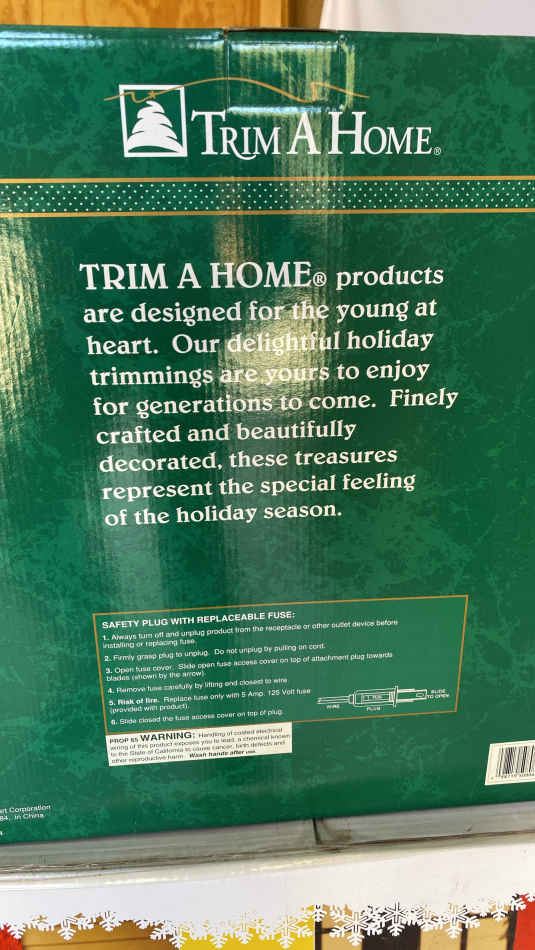 TRIM A HOME®
TRIM A HOME® products
are designed for the young at
heart. Our delightful holiday
trimmings are yours to enjoy
for generations to come. Finely
crafted and beautifully
decorated, these treasures
represent the special feeling
of the holiday season.
SAFETY PLUG WITH REPLACEABLE FUSE:
1. Always turn off and unplug product from the receptacle or other outlet device before
installing or replacing fuse.
2. Firmly grasp plug to unplug. Do not unplug by pulling on cord.
3. Open fuse cover. Slide open fuse access cover on top of attachment plug towards
blades (shown by the arrow).
4. Remove fuse carefully by lifting end closest to wire.
5. Risk of fire. Replace fuse only with 5 Amp. 125 Volt fuse
(provided with product).
6. Slide closed the fuse access cover on top of plug.
WIRE
PLUG
SLIDE
TO OPEN
PROP 65 WARNING: Handling of coated electrical
wiring of this product exposes you to lead, a chemical known
to the State of California to cause cancer, birth defects and
other reproductive harm. Wash hands after use.
Corporation
84, in China